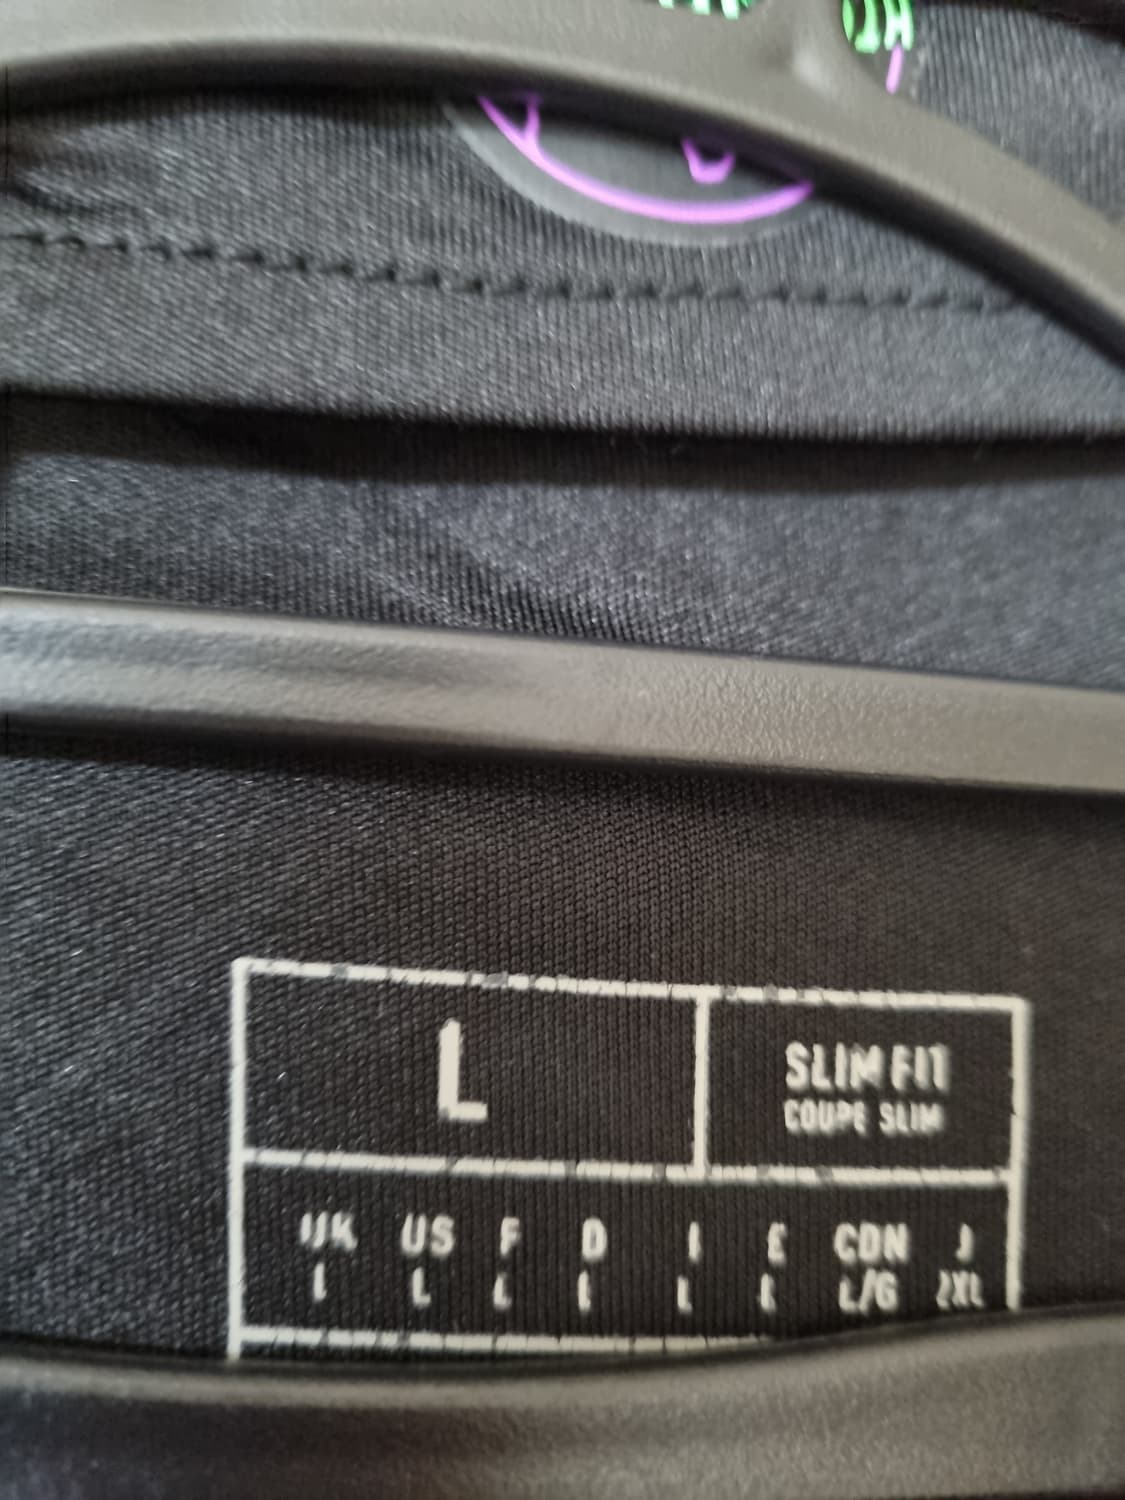 L
SLIM FIT
COUPE SLIM
UK US F D I E CDN J
L L L L L L L/G 2XL